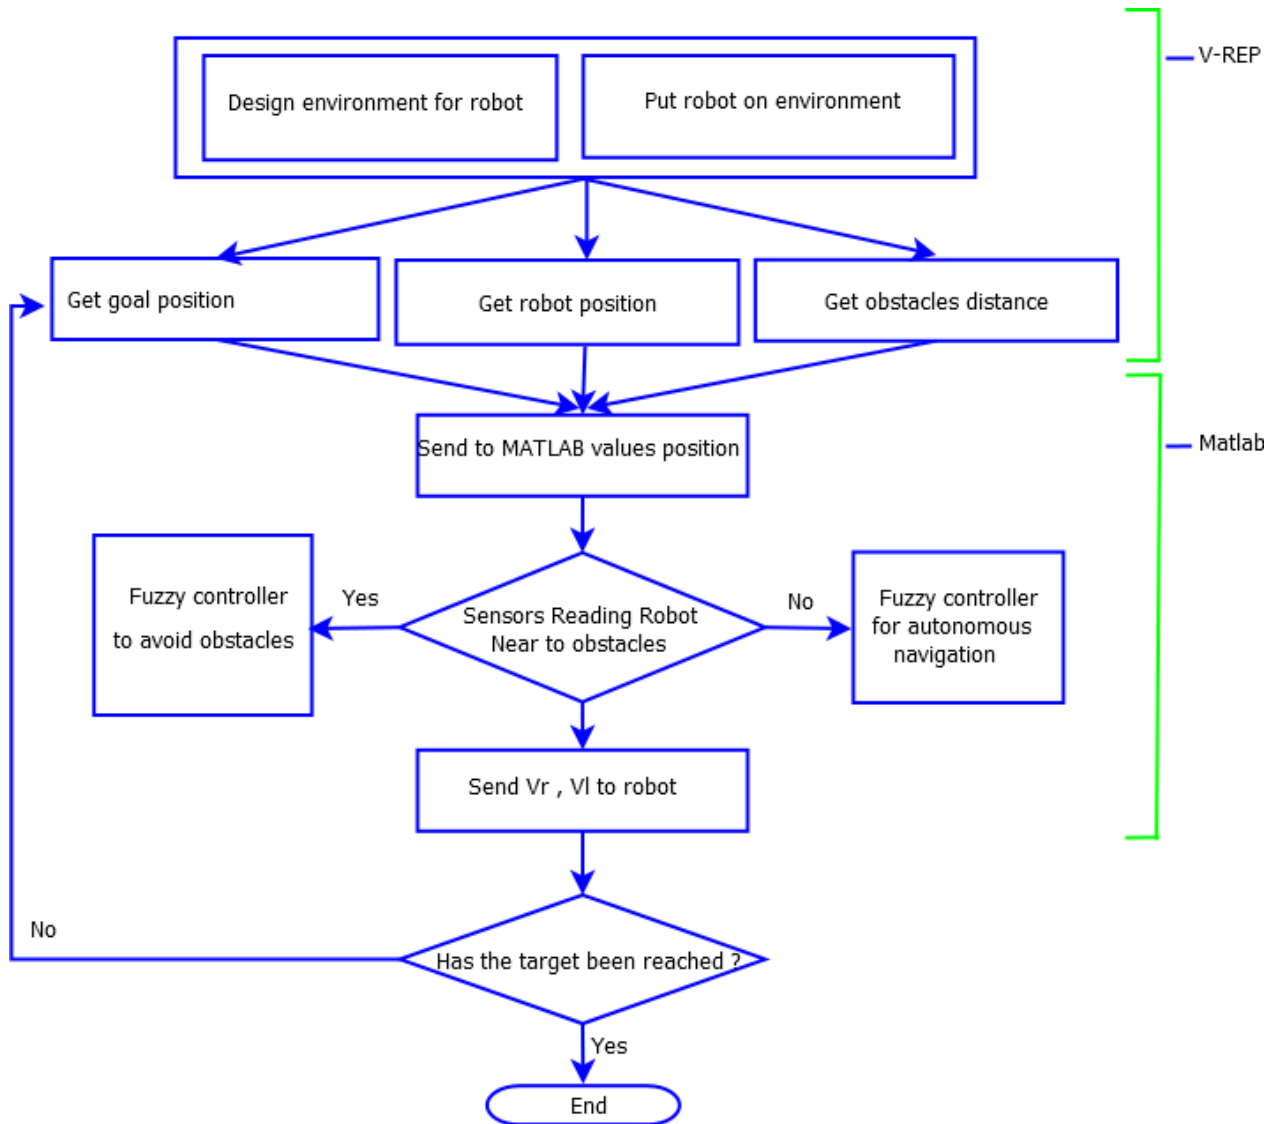 V-REP
Design environment for robot
Put robot on environment
Get goal position
Get robot position
Get obstacles distance
Send to MATLAB values position
Matlab
Fuzzy controller
to avoid obstacles
Yes
Sensors Reading Robot
Near to obstacles
No
Fuzzy controller
for autonomous
navigation
Send Vr , Vl to robot
No
Has the target been reached ?
Yes
End